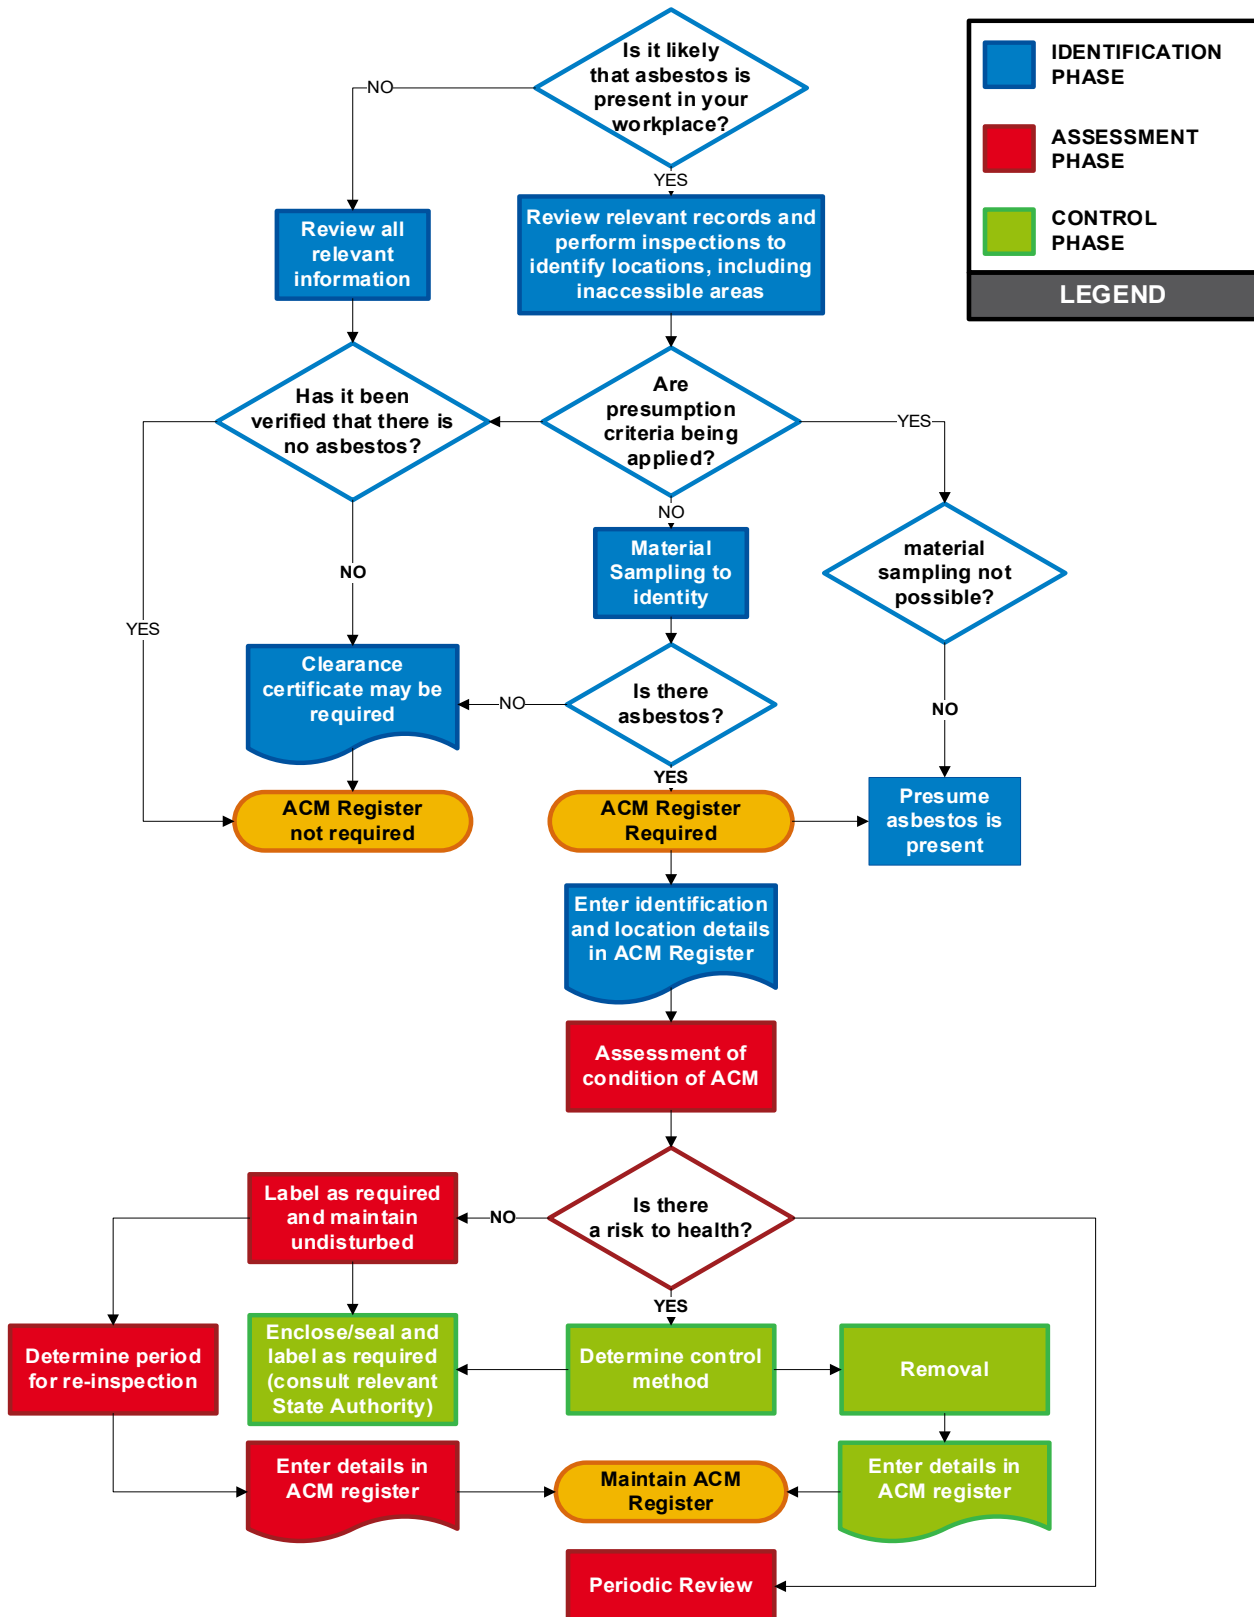 Is it likely
that asbestos is
present in your
workplace?
NO
YES
IDENTIFICATION
PHASE
ASSESSMENT
PHASE
CONTROL
PHASE
LEGEND
Review all
relevant
information
Review relevant records and
perform inspections to
identify locations, including
inaccessible areas
Has it been
verified that there is
no asbestos?
Are
presumption
criteria being
applied?
YES
NO
material
sampling not
possible?
Material
Sampling to
identity
NO
YES
Clearance
certificate may be
required
NO
Is there
asbestos?
NO
YES
ACM Register
not required
ACM Register
Required
Presume
asbestos is
present
Enter identification
and location details
in ACM Register
Assessment of
condition of ACM
Label as required
and maintain
undisturbed
NO
Is there
a risk to health?
YES
Determine period
for re-inspection
Enclose/seal and
label as required
(consult relevant
State Authority)
Determine control
method
Removal
Enter details in
ACM register
Maintain ACM
Register
Enter details in
ACM register
Periodic Review